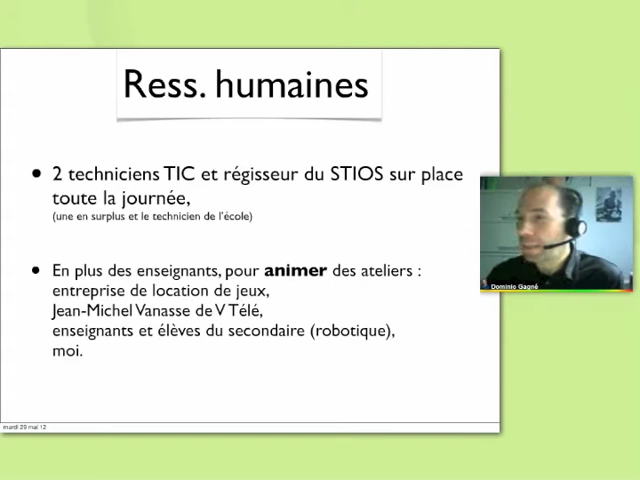 Ress. humaines
• 2 techniciens TIC et régisseur du STIOS sur place
toute la journée,
(une en surplus et le technicien de l'école)
• En plus des enseignants, pour animer des ateliers :
entreprise de location de jeux,
Jean-Michel Vanasse de V Télé,
enseignants et élèves du secondaire (robotique),
moi.
Dominic Gagné
mardi 29 mai 12